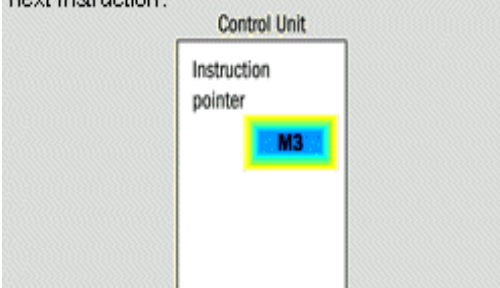 next instruction.
Control Unit
Instruction
pointer
M3